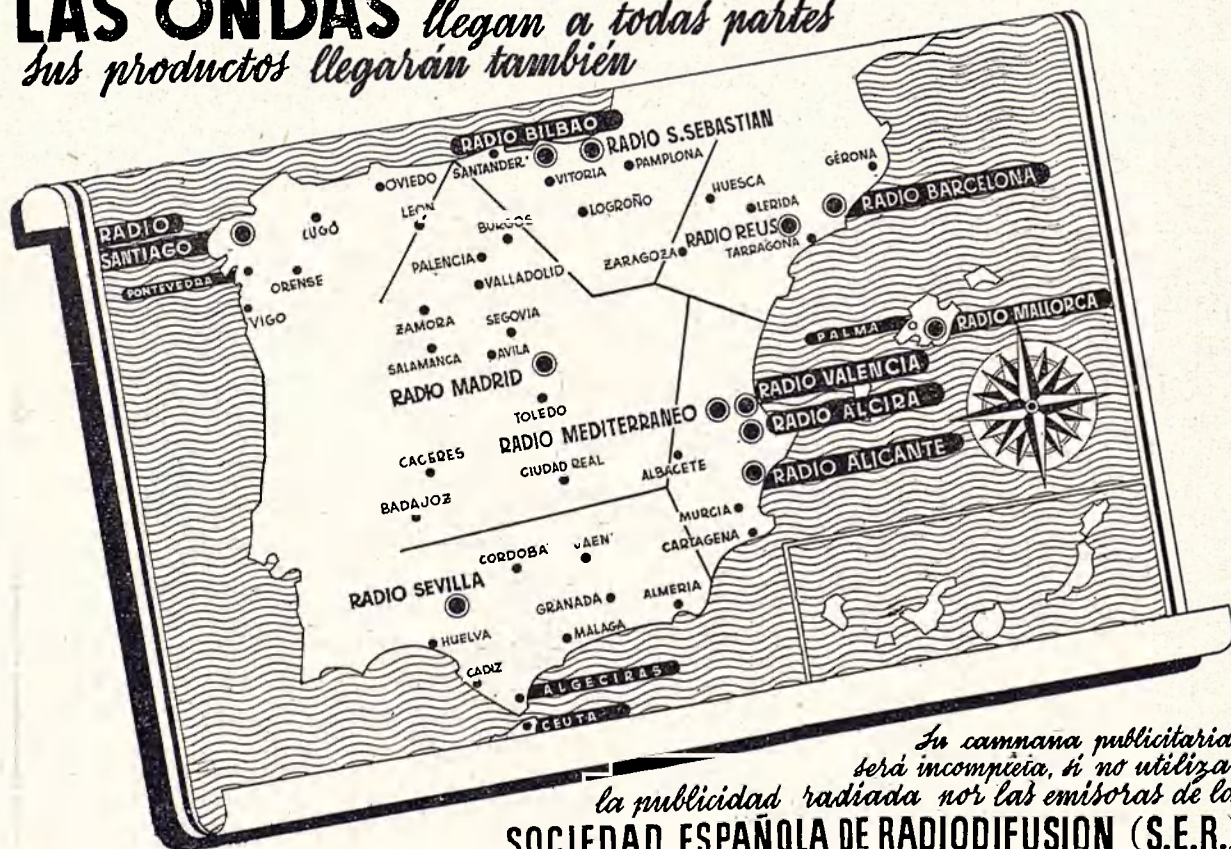 LAS ONDAS llegan a todas partes
sus productos llegarán también
RADIO BILBAO
RADIO S.SEBASTIAN
SANTANDER
PAMPLONA
VITORIA
GÉRONA
OVIEDO
HUESCA
LEON
LOGROÑO
LERIDA
RADIO BARCELONA
RADIO
SANTIAGO
LUGO
BURGOS
RADIO REUS
TARRAGONA
ZARAGOZA
PALENCIA
VALLADOLID
PONTEVEDRA
ORENSE
VIGO
ZAMORA
SEGOVIA
PALMA
RADIO MALLORCA
SALAMANCA
AVILA
RADIO MADRID
RADIO VALENCIA
TOLEDO
RADIO MEDITERRANEO
RADIO ALCIRA
CACERES
CIUDAD REAL
ALBACETE
RADIO ALICANTE
BADAJOZ
MURCIA
CARTAGENA
CORDOBA
JAEN
RADIO SEVILLA
GRANADA
ALMERIA
HUELVA
MALAGA
CADIZ
ALGECIRAS
CEUTA
Su campana publicitaria
será incompleta, si no utiliza
la publicidad radiada por las emisoras de la
SOCIEDAD ESPAÑOLA DE RADIODIFUSION (S.E.R.)